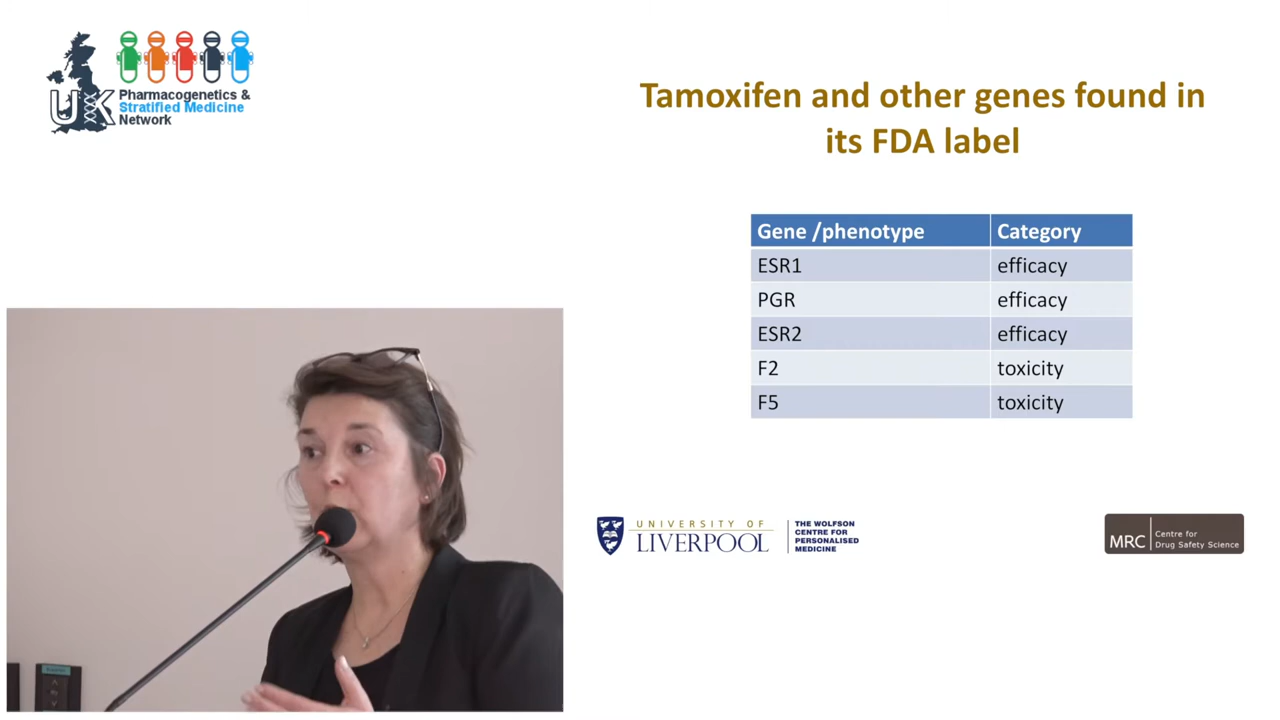 UK
Pharmacogenetics &
Stratified Medicine
Network
Tamoxifen and other genes found in
its FDA label
Gene /phenotype Category
ESR1 efficacy
PGR efficacy
ESR2 efficacy
F2 toxicity
F5 toxicity
UNIVERSITY OF
LIVERPOOL
THE WOLFSON
CENTRE FOR
PERSONALISED
MEDICINE
MRC
Centre for
Drug Safety Science